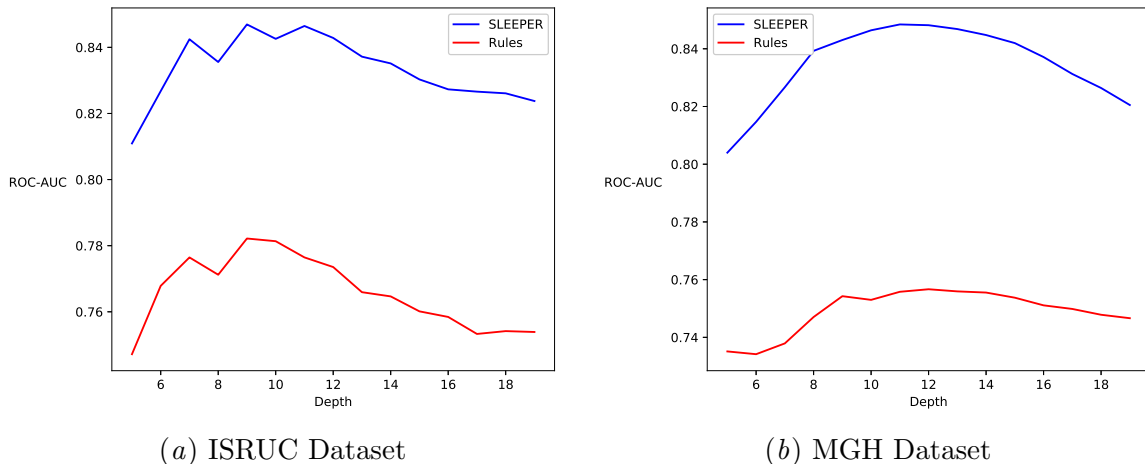 SLEEPER
Rules
0.84
0.82
0.80
0.78
0.76
ROC-AUC
6 8 10 12 14 16 18
Depth
(a) ISRUC Dataset
SLEEPER
Rules
0.84
0.82
0.80
0.78
0.76
0.74
ROC-AUC
6 8 10 12 14 16 18
Depth
(b) MGH Dataset